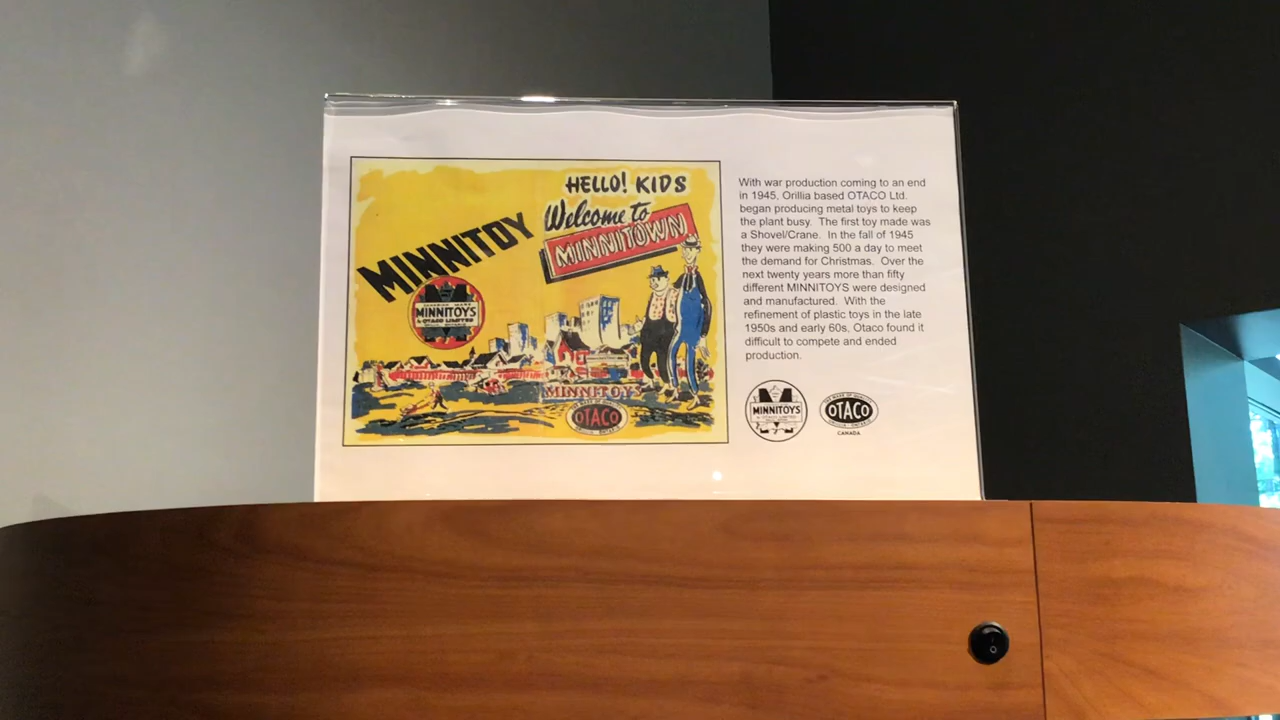 HELLO! KIDS
Welcome to
MINNITOWN
MINNITOY
MINNITOYS
& OTACO LIMITED
MINNITOYS
OTACO
With war production coming to an end
in 1945, Orillia based OTACO Ltd.
began producing metal toys to keep
the plant busy. The first toy made was
a Shovel/Crane. In the fall of 1945
they were making 500 a day to meet
the demand for Christmas. Over the
next twenty years more than fifty
different MINNITOYS were designed
and manufactured. With the
refinement of plastic toys in the late
1950s and early 60s, Otaco found it
difficult to compete and ended
production.
MINNITOYS
OTACO
CANADA